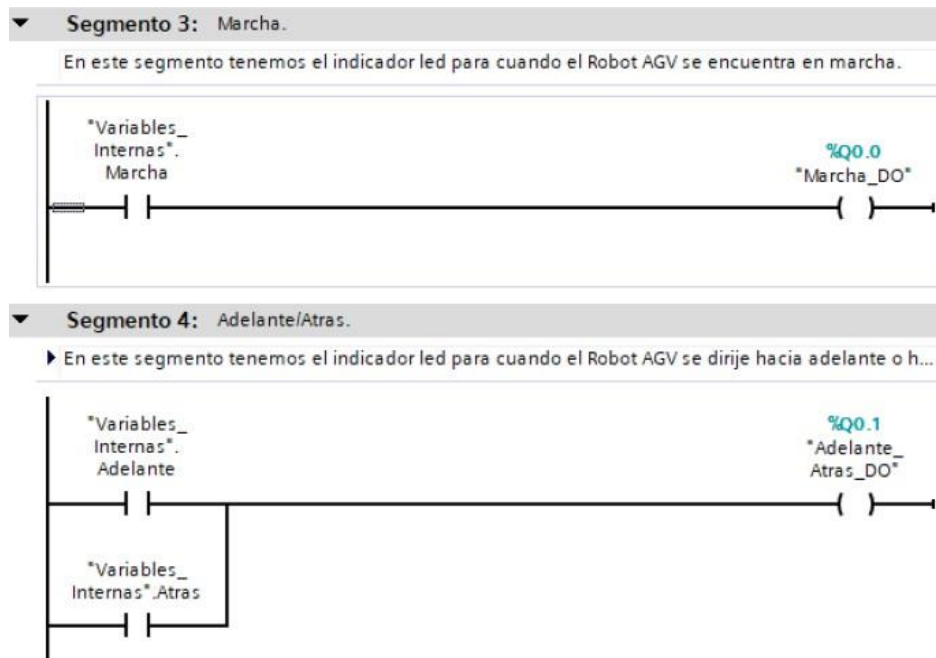 Segmento 3: Marcha.
En este segmento tenemos el indicador led para cuando el Robot AGV se encuentra en marcha.
"Variables_
Internas".
Marcha
%Q0.0
"Marcha_DO"
Segmento 4: Adelante/Atras.
En este segmento tenemos el indicador led para cuando el Robot AGV se dirije hacia adelante o h...
"Variables_
Internas".
Adelante
%Q0.1
"Adelante_
Atras_DO"
"Variables_
Internas".Atras